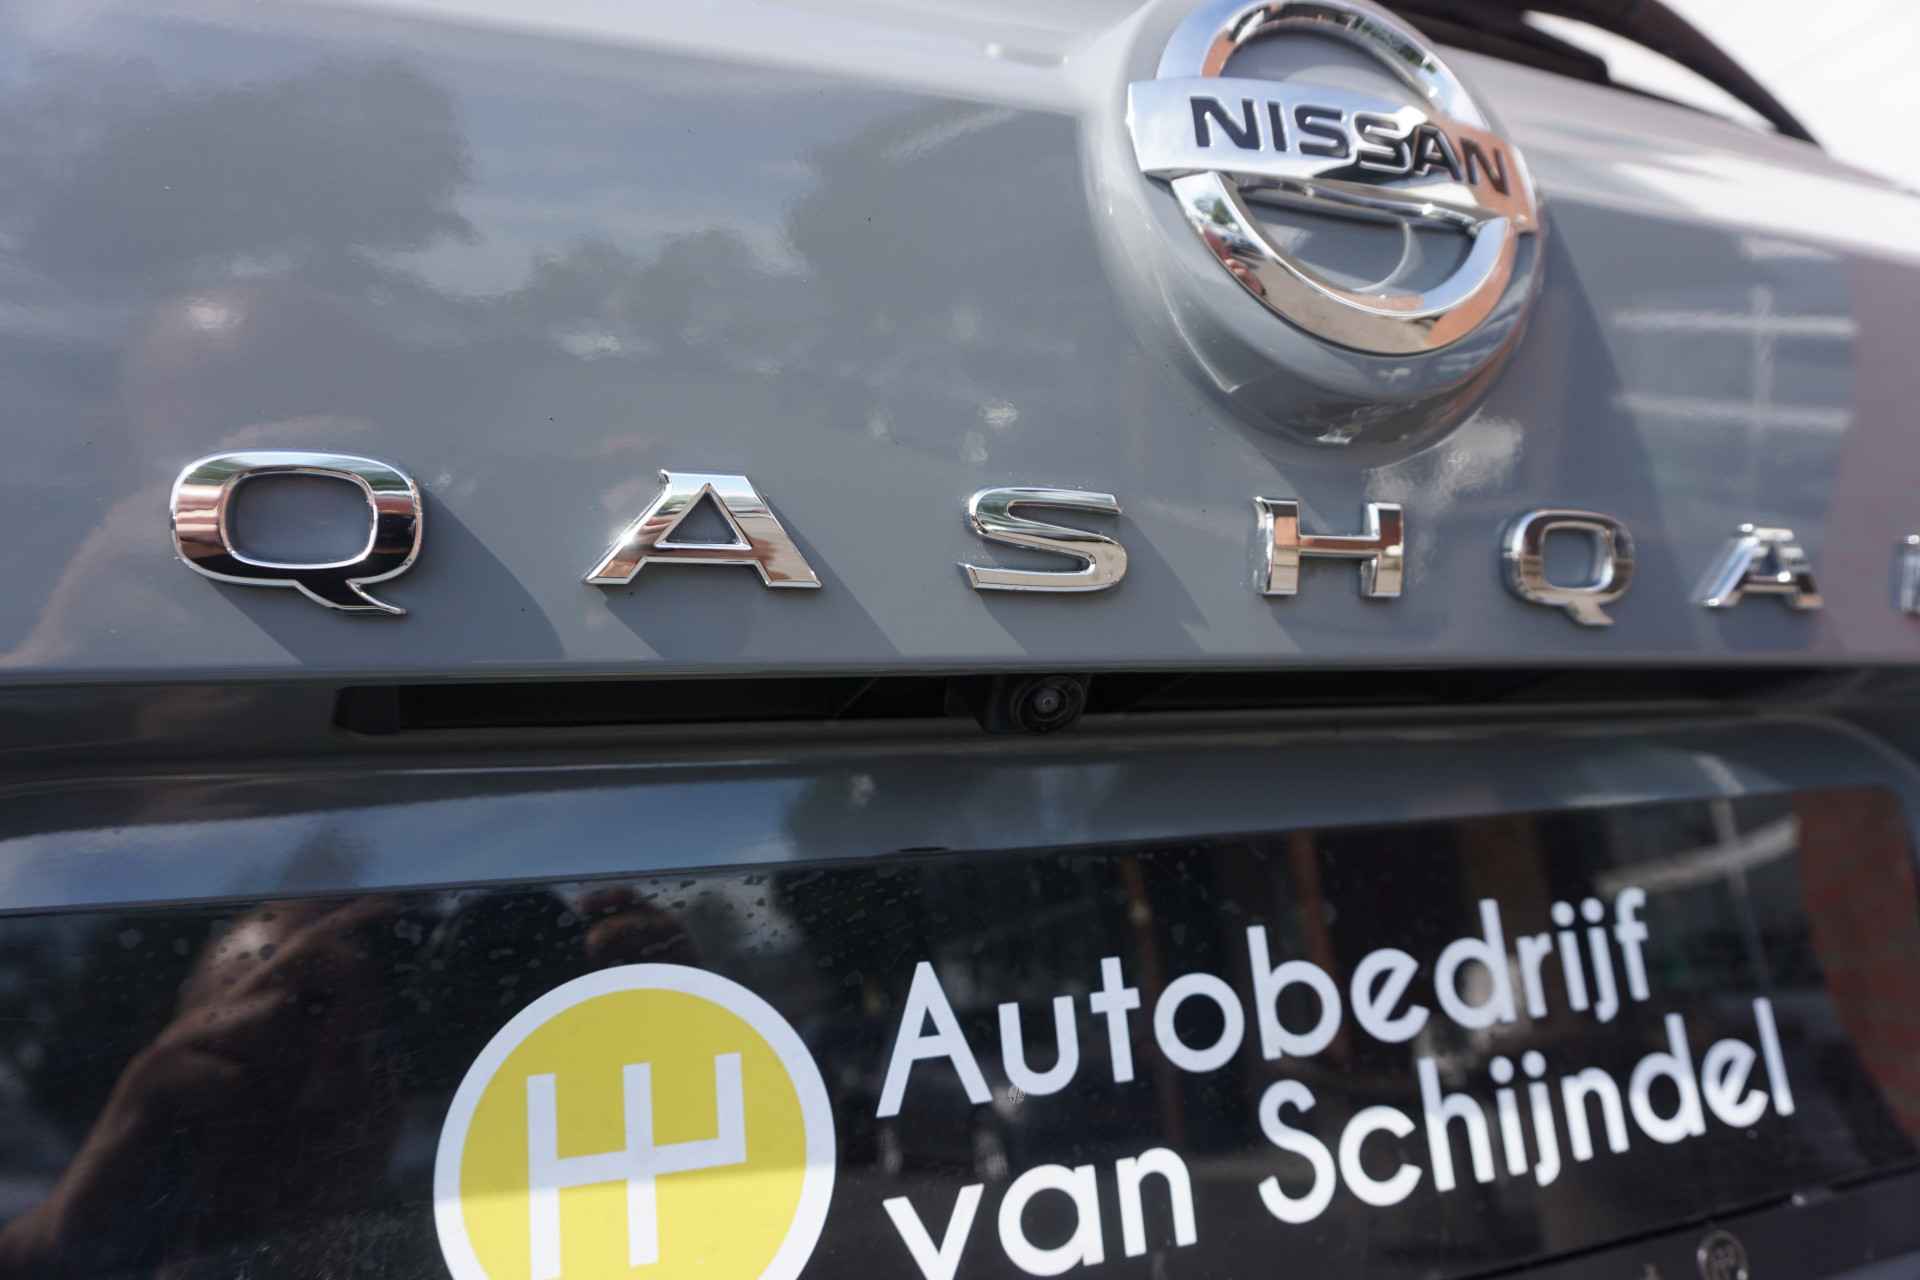 NISSAN
QASHQAI
Autobedrijf
van Schijndel